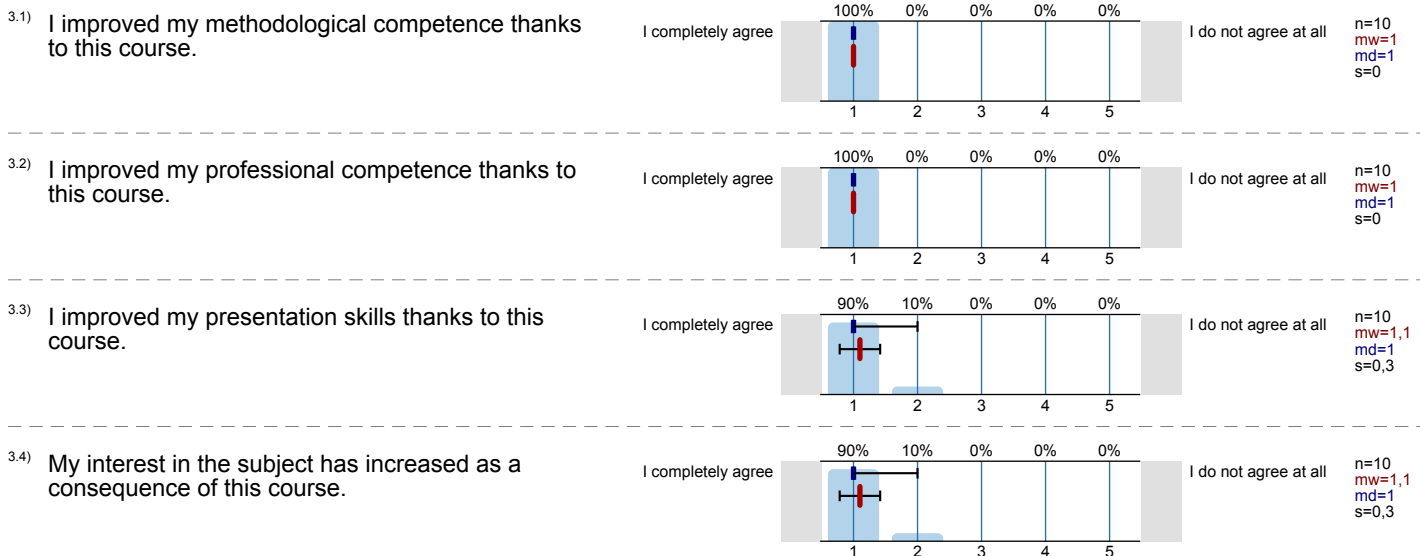 3.1) I improved my methodological competence thanks
to this course.
I completely agree
100% 0% 0% 0% 0%
1 2 3 4 5
I do not agree at all
n=10
mw=1
md=1
s=0
3.2) I improved my professional competence thanks to
this course.
I completely agree
100% 0% 0% 0% 0%
1 2 3 4 5
I do not agree at all
n=10
mw=1
md=1
s=0
3.3) I improved my presentation skills thanks to this
course.
I completely agree
90% 10% 0% 0% 0%
1 2 3 4 5
I do not agree at all
n=10
mw=1,1
md=1
s=0,3
3.4) My interest in the subject has increased as a
consequence of this course.
I completely agree
90% 10% 0% 0% 0%
1 2 3 4 5
I do not agree at all
n=10
mw=1,1
md=1
s=0,3